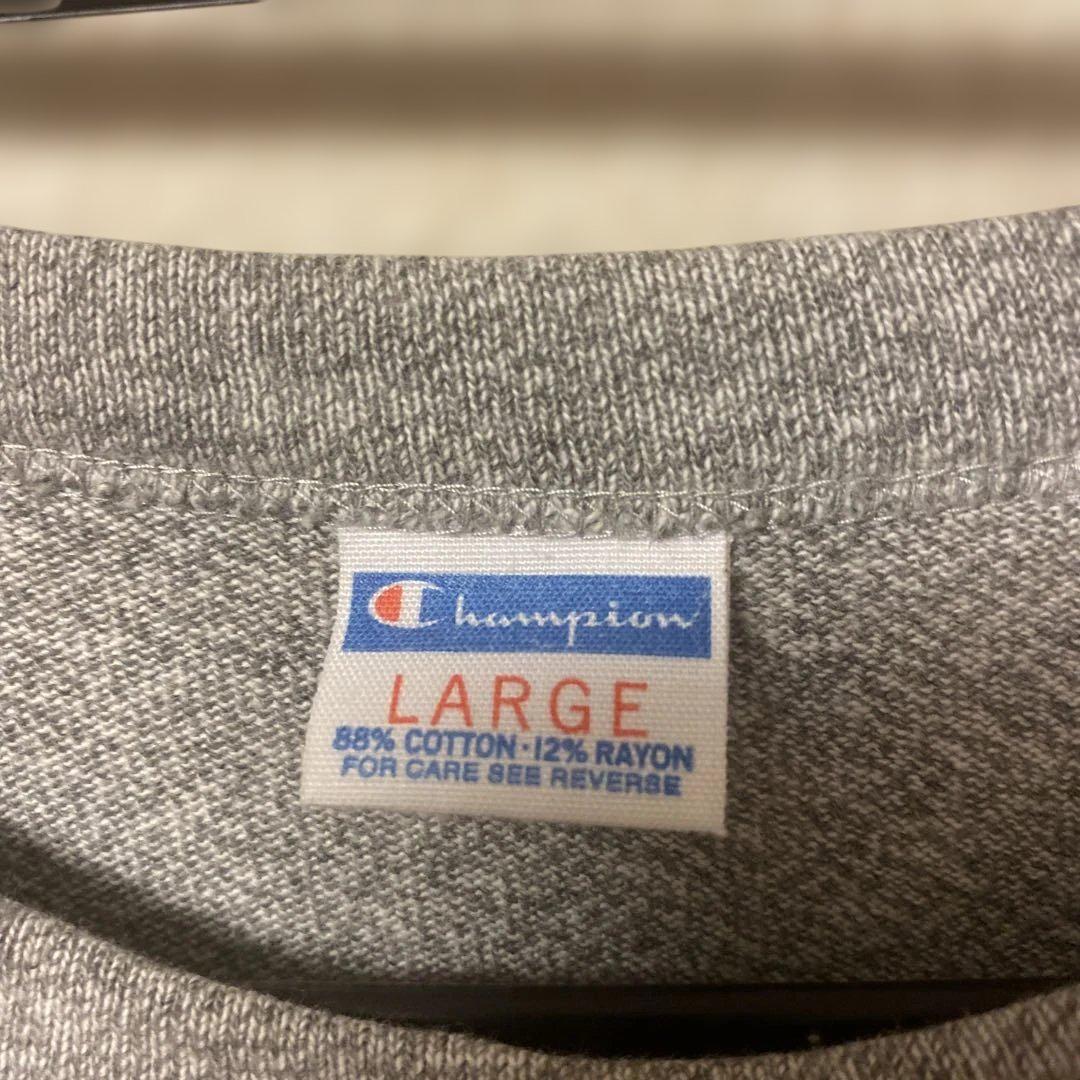 Champion
LARGE
88% COTTON·12% RAYON
FOR CARE SEE REVERSE